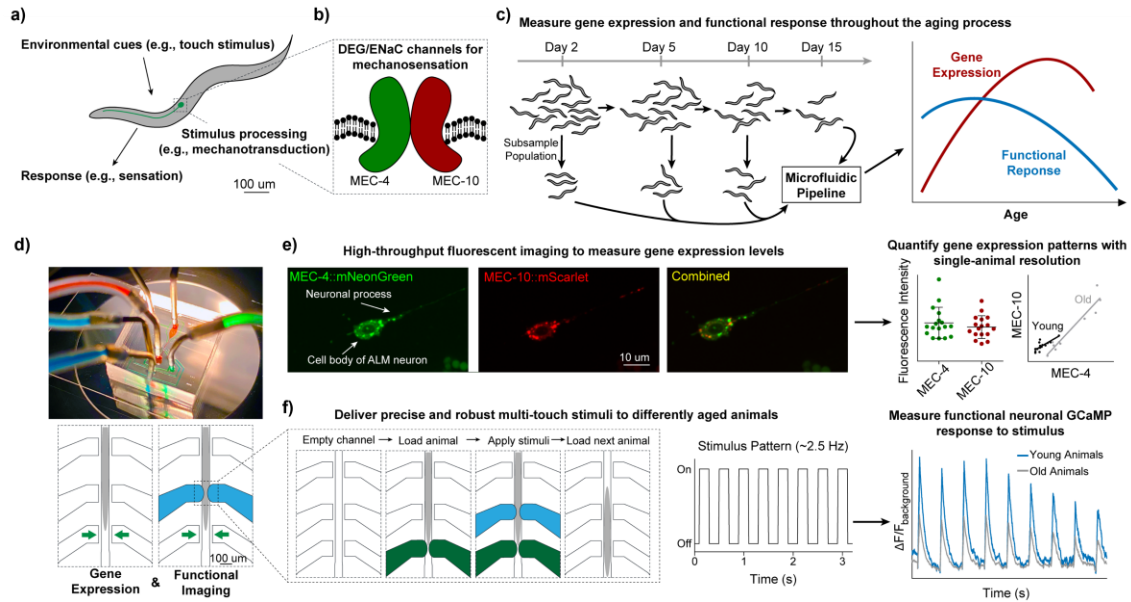 a)
Environmental cues (e.g., touch stimulus)
Stimulus processing
(e.g., mechanotransduction)
Response (e.g., sensation)
100 um
b)
DEG/ENaC channels for
mechanosensation
MEC-4
MEC-10
c)
Measure gene expression and functional response throughout the aging process
Day 2
Day 5
Day 10
Day 15
Subsample
Population
Microfluidic
Pipeline
Gene
Expression
Functional
Reponse
Age
d)
100 um
Gene
Expression
&
Functional
Imaging
e)
High-throughput fluorescent imaging to measure gene expression levels
MEC-4::mNeonGreen
Neuronal process
Cell body of ALM neuron
MEC-10::mScarlet
10 um
Combined
Quantify gene expression patterns with
single-animal resolution
Fluorescence Intensity
MEC-4
MEC-10
MEC-10
Old
Young
MEC-4
f)
Deliver precise and robust multi-touch stimuli to differently aged animals
Empty channel
Load animal
Apply stimuli
Load next animal
Stimulus Pattern (~2.5 Hz)
On
Off
0
1
2
3
Time (s)
Measure functional neuronal GCaMP
response to stimulus
Young Animals
Old Animals
ΔF/Fbackground
Time (s)